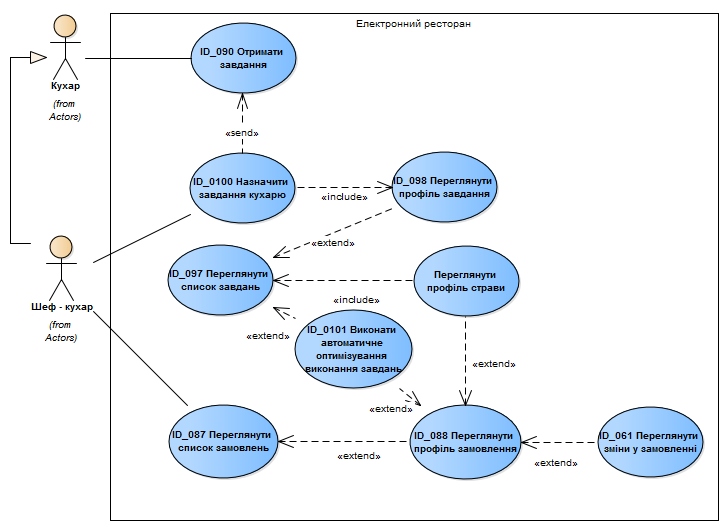 Електронний ресторан
ID_090 Отримати
завдання
Кухар
(from
Actors)
«send»
ID_0100 Назначити
завдання кухарю
«include»
ID_098 Переглянути
профіль завдання
«extend»
ID_097 Переглянути
список завдань
Переглянути
профіль страви
«include»
Шеф - кухар
(from
Actors)
«extend»
ID_0101 Виконати
автоматичне
оптимізування
виконання завдань
«extend»
«extend»
ID_087 Переглянути
список замовлень
«extend»
ID_088 Переглянути
профіль замовлення
«extend»
ID_061 Переглянути
зміни у замовленні